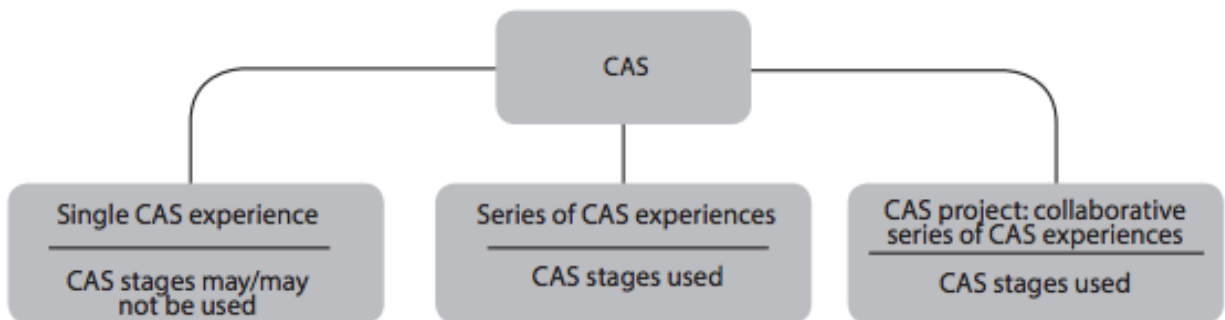 CAS
Single CAS experience
CAS stages may/may
not be used
Series of CAS experiences
CAS stages used
CAS project: collaborative
series of CAS experiences
CAS stages used